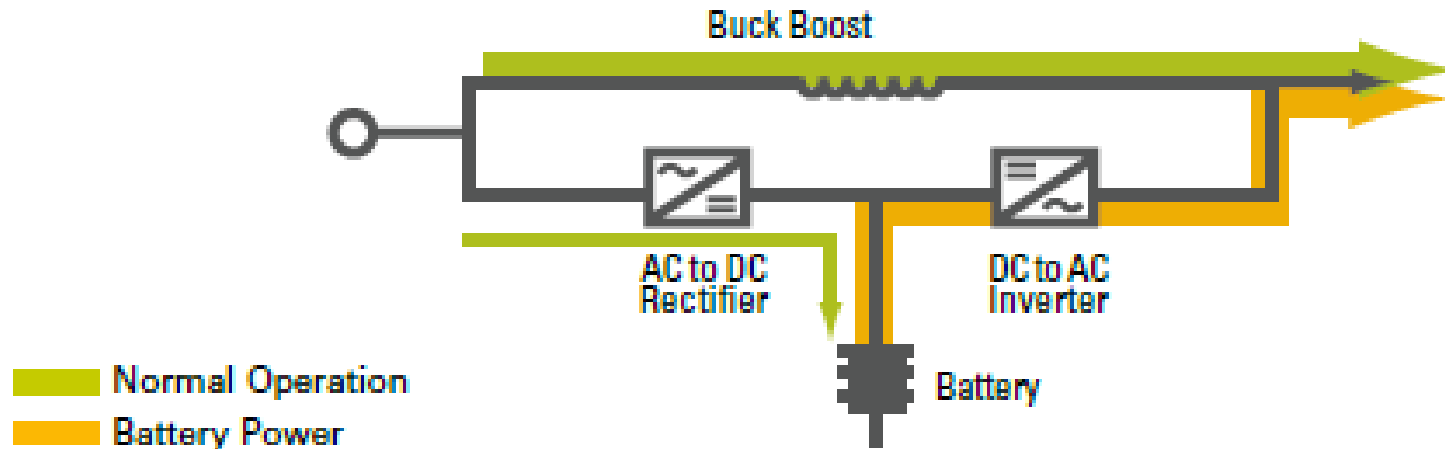 Buck Boost
AC to DC
Rectifier
DC to AC
Inverter
Battery
Normal Operation
Battery Power